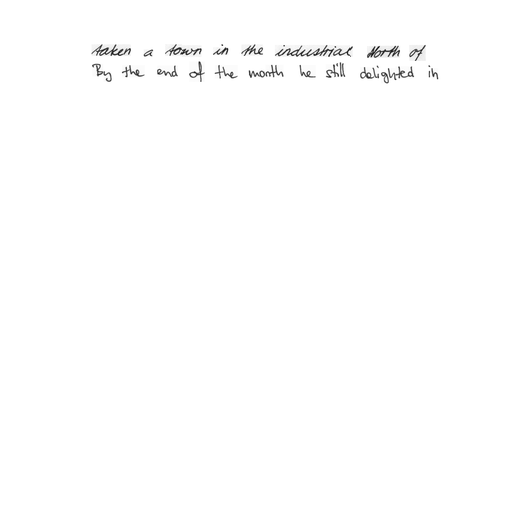 taken a town in the industrial North of
By the end of the month he still delighted in